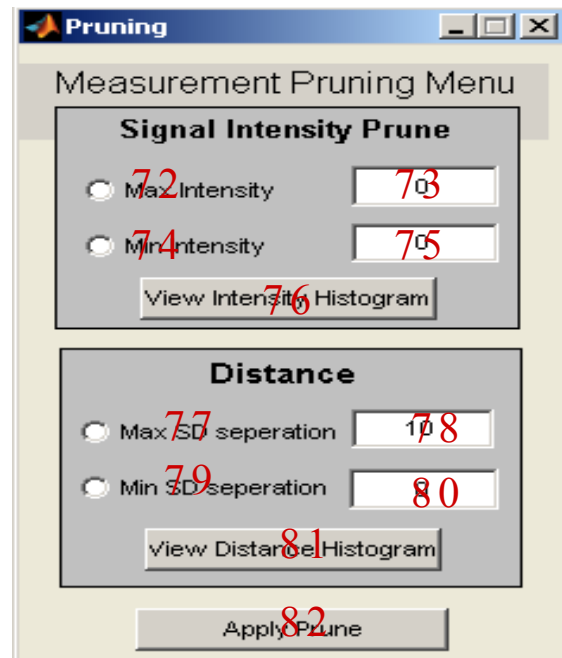 Pruning
Measurement Pruning Menu
Signal Intensity Prune
Max Intensity 72 0 73
Min Intensity 74 0 75
View Intensity Histogram 76
Distance
Max SD seperation 77 10 78
Min SD seperation 79 0 80
View Distance Histogram 81
Apply Prune 82